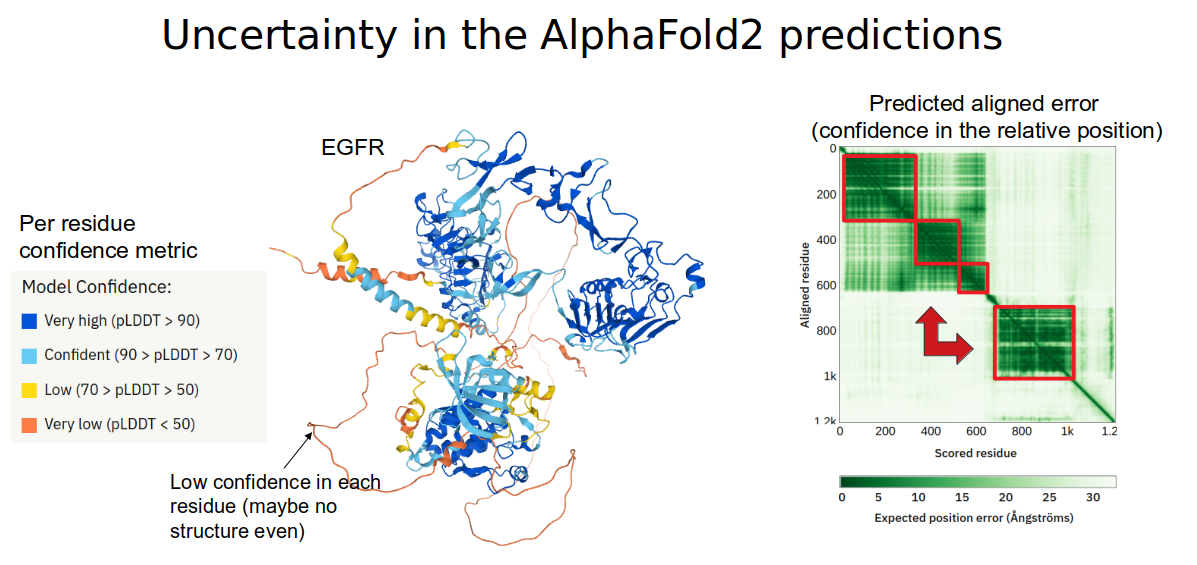 Uncertainty in the AlphaFold2 predictions
EGFR
Per residue
confidence metric
Model Confidence:
Very high (pLDDT > 90)
Confident (90 > pLDDT > 70)
Low (70 > pLDDT > 50)
Very low (pLDDT < 50)
Low confidence in each
residue (maybe no
structure even)
Predicted aligned error
(confidence in the relative position)
Aligned residue
0
200
400
600
800
1k
1.2k
0 200 400 600 800 1k 1.2
Scored residue
0 5 10 15 20 25 30
Expected position error (Ångströms)